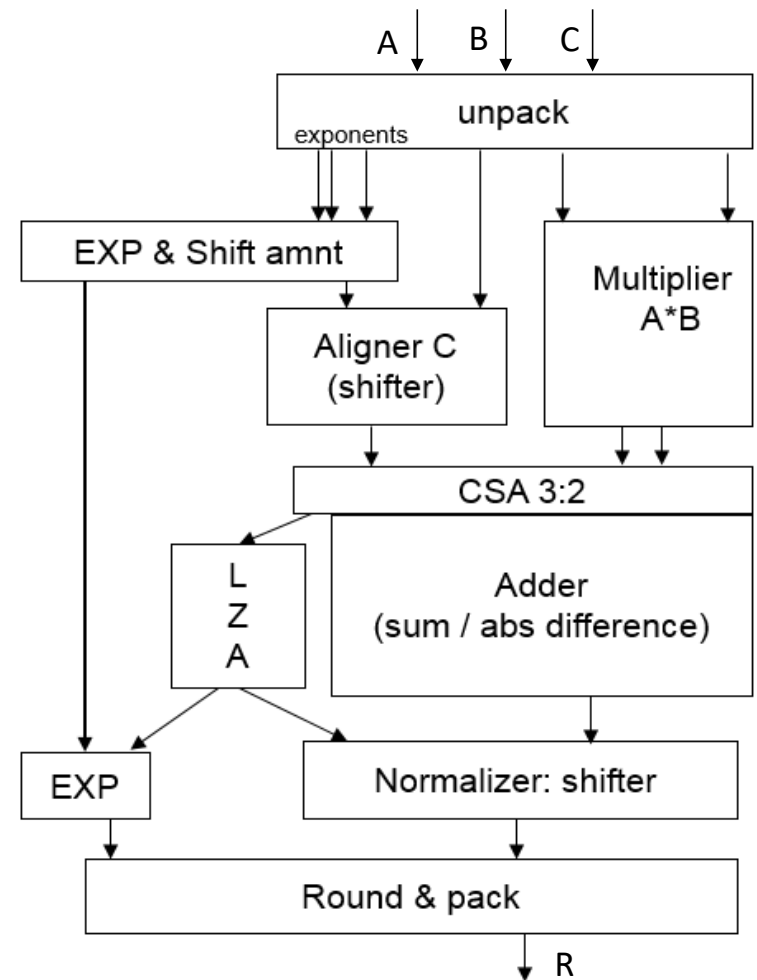 A B C
unpack
exponents
EXP & Shift amnt
Multiplier
A*B
Aligner C
(shifter)
CSA 3:2
L
Z
A
Adder
(sum / abs difference)
EXP
Normalizer: shifter
Round & pack
R